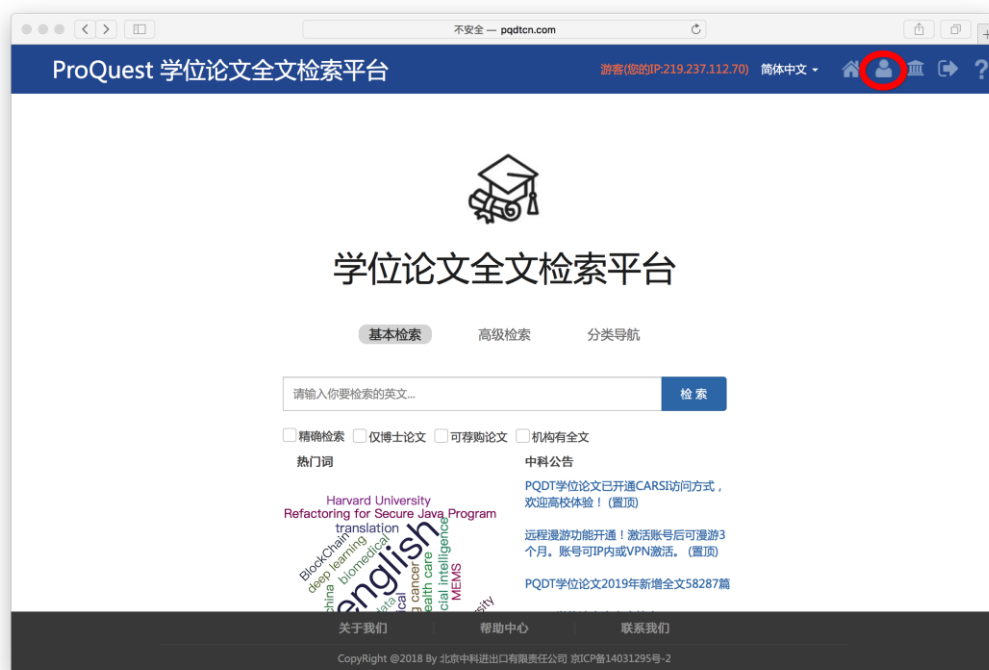 不安全 — pqdtcn.com
ProQuest 学位论文全文检索平台
游客(您的IP:219.237.112.70) 简体中文
学位论文全文检索平台
基本检索 高级检索 分类导航
请输入你要检索的英文...
检 索
精确检索 仅博士论文 可荐购论文 机构有全文
热门词
Harvard University
Refactoring for Secure Java Program
translation
BlockChain
deep learning
biomedical
english
cial intelligence
MEMS
ealth care
g cancer
ical
china
data
rsity
中科公告
PQDT学位论文已开通CARSI访问方式，
欢迎高校体验！ (置顶)
远程漫游功能开通！激活账号后可漫游3
个月。账号可IP内或VPN激活。 (置顶)
PQDT学位论文2019年新增全文58287篇
关于我们 帮助中心 联系我们
CopyRight @2018 By 北京中科进出口有限责任公司 京ICP备14031295号-2